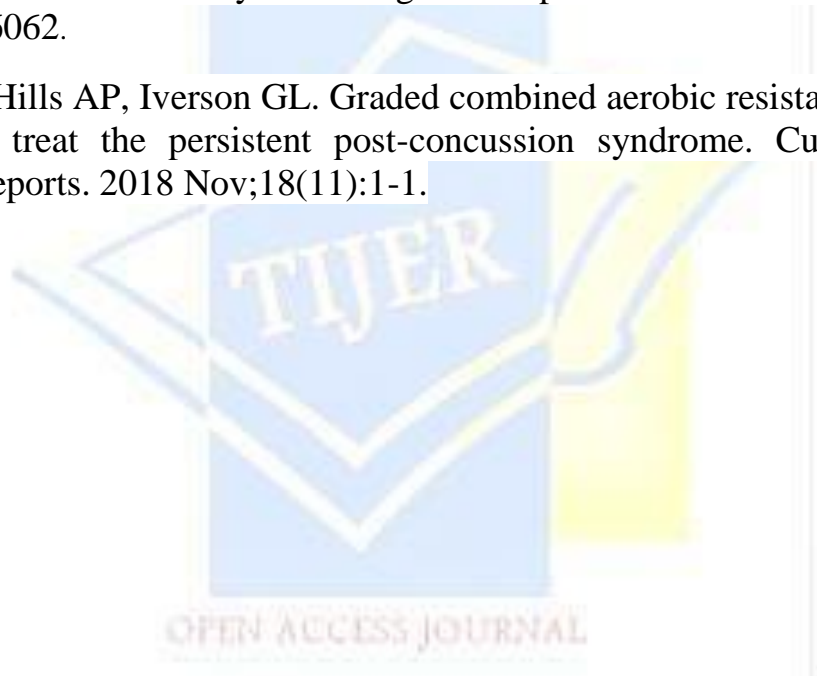 6062.
Hills AP, Iverson GL. Graded combined aerobic resista
treat the persistent post-concussion syndrome. Cu
eports. 2018 Nov;18(11):1-1.
TIJER
OPEN ACCESS JOURNAL